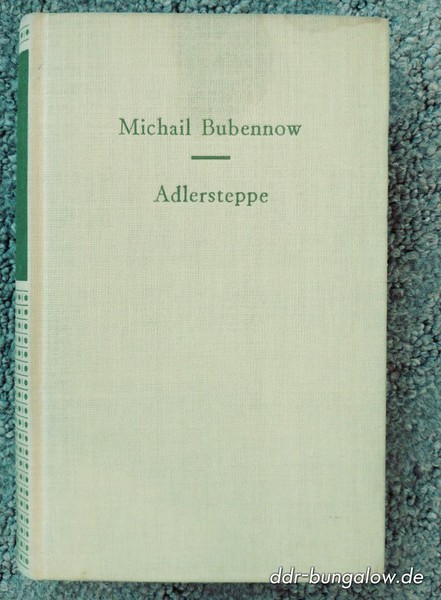 Michail Bubennow
Adlersteppe
ddr-bungalow.de